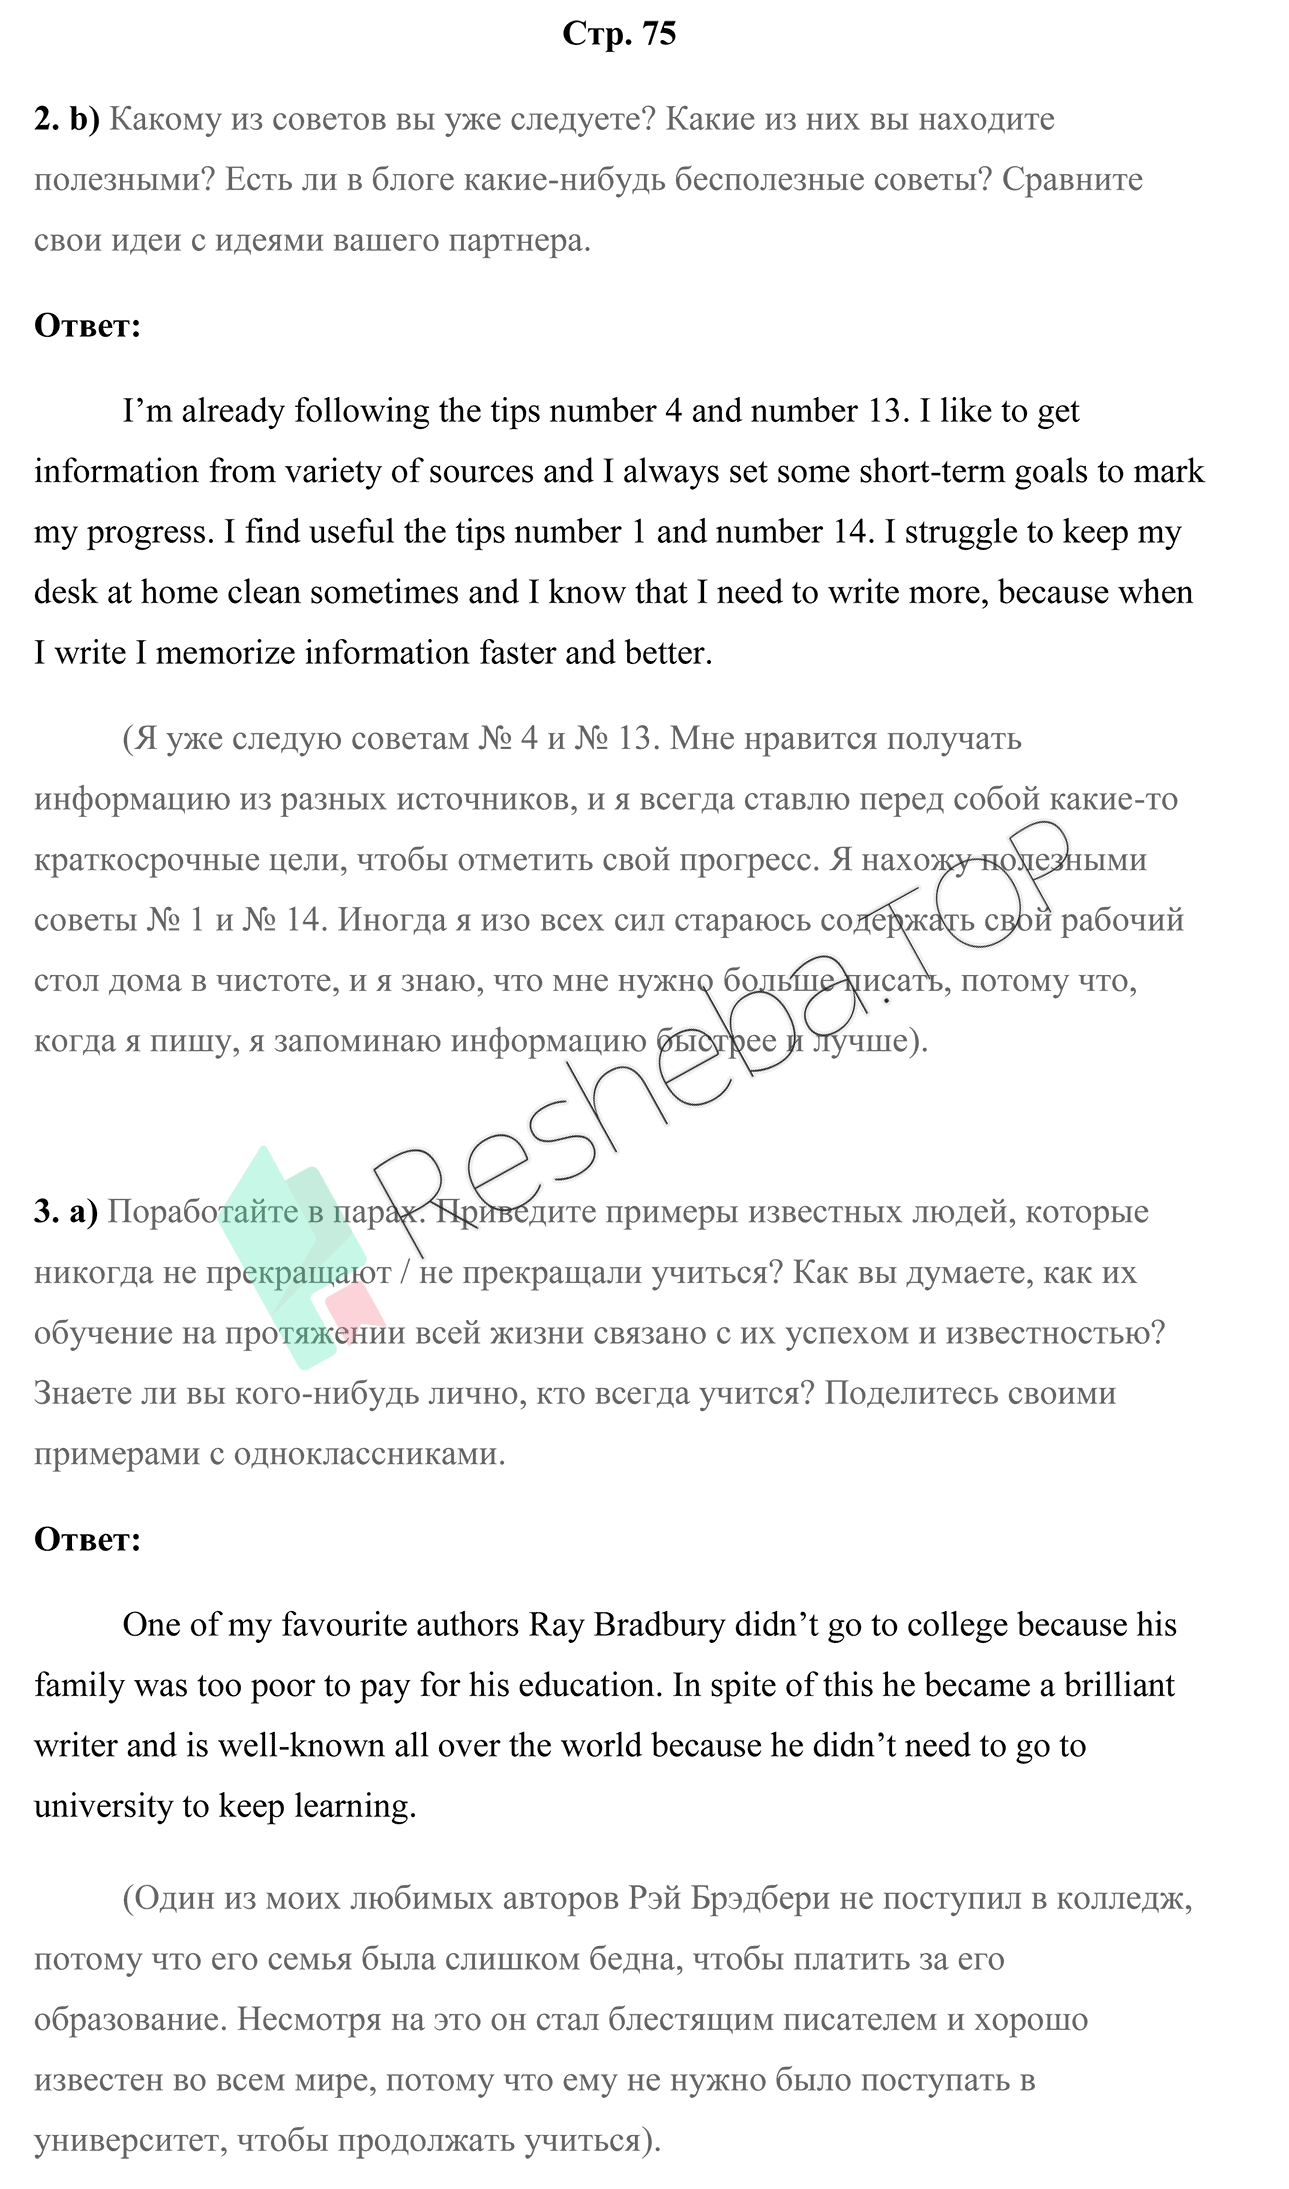 Стр. 75
2. b) Какому из советов вы уже следуете? Какие из них вы находите
полезными? Есть ли в блоге какие-нибудь бесполезные советы? Сравните
свои идеи с идеями вашего партнера.
Ответ:
I’m already following the tips number 4 and number 13. I like to get
information from variety of sources and I always set some short-term goals to mark
my progress. I find useful the tips number 1 and number 14. I struggle to keep my
desk at home clean sometimes and I know that I need to write more, because when
I write I memorize information faster and better.
(Я уже следую советам № 4 и № 13. Мне нравится получать
информацию из разных источников, и я всегда ставлю перед собой какие-то
краткосрочные цели, чтобы отметить свой прогресс. Я нахожу полезными
советы № 1 и № 14. Иногда я изо всех сил стараюсь содержать свой рабочий
стол дома в чистоте, и я знаю, что мне нужно больше писать, потому что,
когда я пишу, я запоминаю информацию быстрее и лучше).
Resheba.TOP
3. a) Поработайте в парах. Приведите примеры известных людей, которые
никогда не прекращают / не прекращали учиться? Как вы думаете, как их
обучение на протяжении всей жизни связано с их успехом и известностью?
Знаете ли вы кого-нибудь лично, кто всегда учится? Поделитесь своими
примерами с одноклассниками.
Ответ:
One of my favourite authors Ray Bradbury didn’t go to college because his
family was too poor to pay for his education. In spite of this he became a brilliant
writer and is well-known all over the world because he didn’t need to go to
university to keep learning.
(Один из моих любимых авторов Рэй Брэдбери не поступил в колледж,
потому что его семья была слишком бедна, чтобы платить за его
образование. Несмотря на это он стал блестящим писателем и хорошо
известен во всем мире, потому что ему не нужно было поступать в
университет, чтобы продолжать учиться).